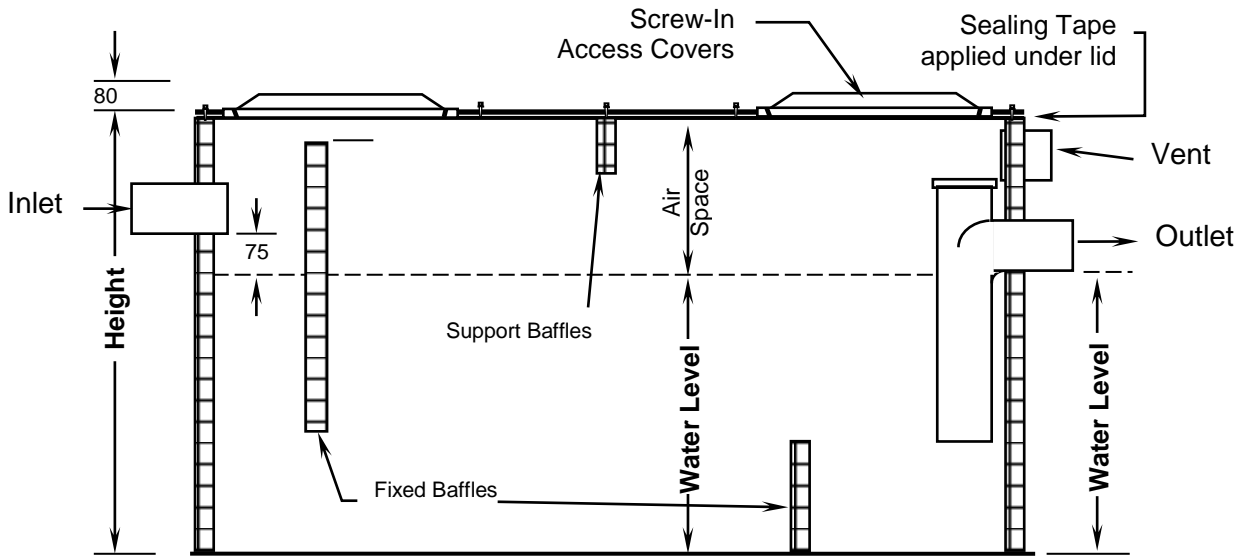 Screw-In
Access Covers
Sealing Tape
applied under lid
80
Vent
Inlet
Air
Space
Outlet
75
Height
Support Baffles
Water Level
Water Level
Fixed Baffles